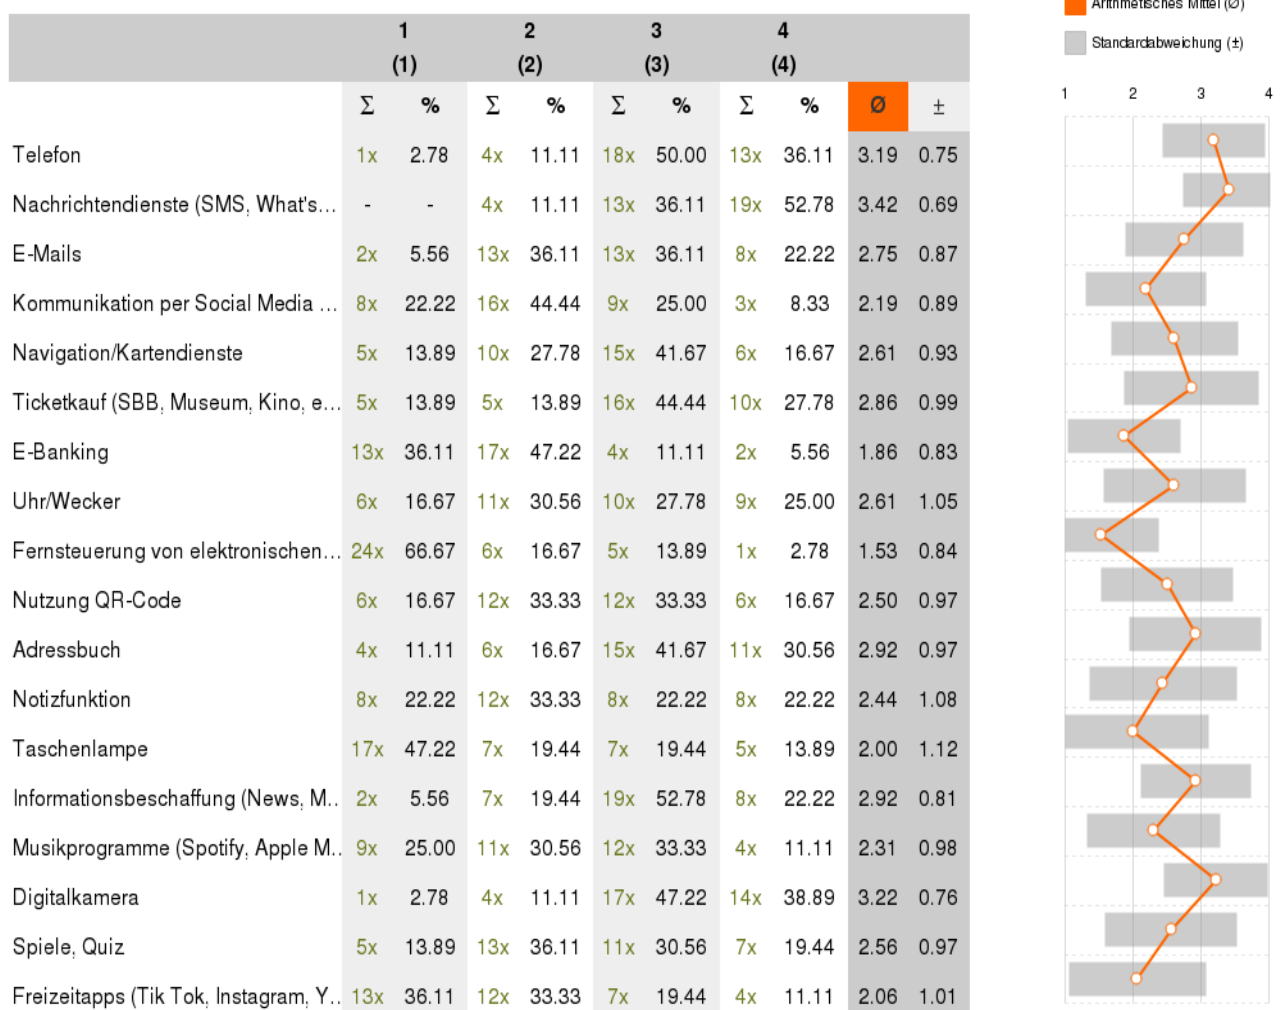 Arithmetisches Mittel (Ø)
Standardabweichung (±)
1 2 3 4
(1) (2) (3) (4)
Σ % Σ % Σ % Σ % Ø ±
1 2 3 4
Telefon 1x 2.78 4x 11.11 18x 50.00 13x 36.11 3.19 0.75
Nachrichtendienste (SMS, What's... - - 4x 11.11 13x 36.11 19x 52.78 3.42 0.69
E-Mails 2x 5.56 13x 36.11 13x 36.11 8x 22.22 2.75 0.87
Kommunikation per Social Media ... 8x 22.22 16x 44.44 9x 25.00 3x 8.33 2.19 0.89
Navigation/Kartendienste 5x 13.89 10x 27.78 15x 41.67 6x 16.67 2.61 0.93
Ticketkauf (SBB, Museum, Kino, e... 5x 13.89 5x 13.89 16x 44.44 10x 27.78 2.86 0.99
E-Banking 13x 36.11 17x 47.22 4x 11.11 2x 5.56 1.86 0.83
Uhr/Wecker 6x 16.67 11x 30.56 10x 27.78 9x 25.00 2.61 1.05
Fernsteuerung von elektronischen... 24x 66.67 6x 16.67 5x 13.89 1x 2.78 1.53 0.84
Nutzung QR-Code 6x 16.67 12x 33.33 12x 33.33 6x 16.67 2.50 0.97
Adressbuch 4x 11.11 6x 16.67 15x 41.67 11x 30.56 2.92 0.97
Notizfunktion 8x 22.22 12x 33.33 8x 22.22 8x 22.22 2.44 1.08
Taschenlampe 17x 47.22 7x 19.44 7x 19.44 5x 13.89 2.00 1.12
Informationsbeschaffung (News, M.. 2x 5.56 7x 19.44 19x 52.78 8x 22.22 2.92 0.81
Musikprogramme (Spotify, Apple M.. 9x 25.00 11x 30.56 12x 33.33 4x 11.11 2.31 0.98
Digitalkamera 1x 2.78 4x 11.11 17x 47.22 14x 38.89 3.22 0.76
Spiele, Quiz 5x 13.89 13x 36.11 11x 30.56 7x 19.44 2.56 0.97
Freizeitapps (Tik Tok, Instagram, Y.. 13x 36.11 12x 33.33 7x 19.44 4x 11.11 2.06 1.01